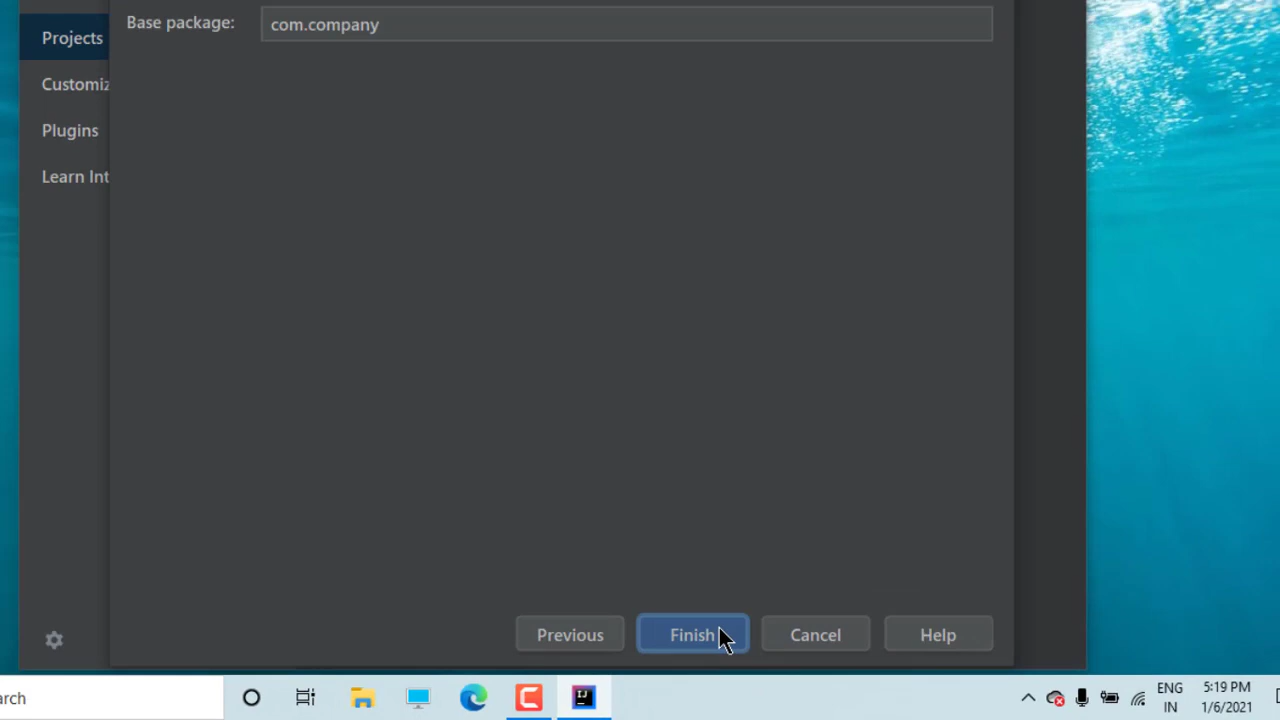 Base package: com.company
Projects
Customiz
Plugins
Learn Int
Previous Finish Cancel Help
arch
IJ
ENG
IN
5:19 PM
1/6/2021